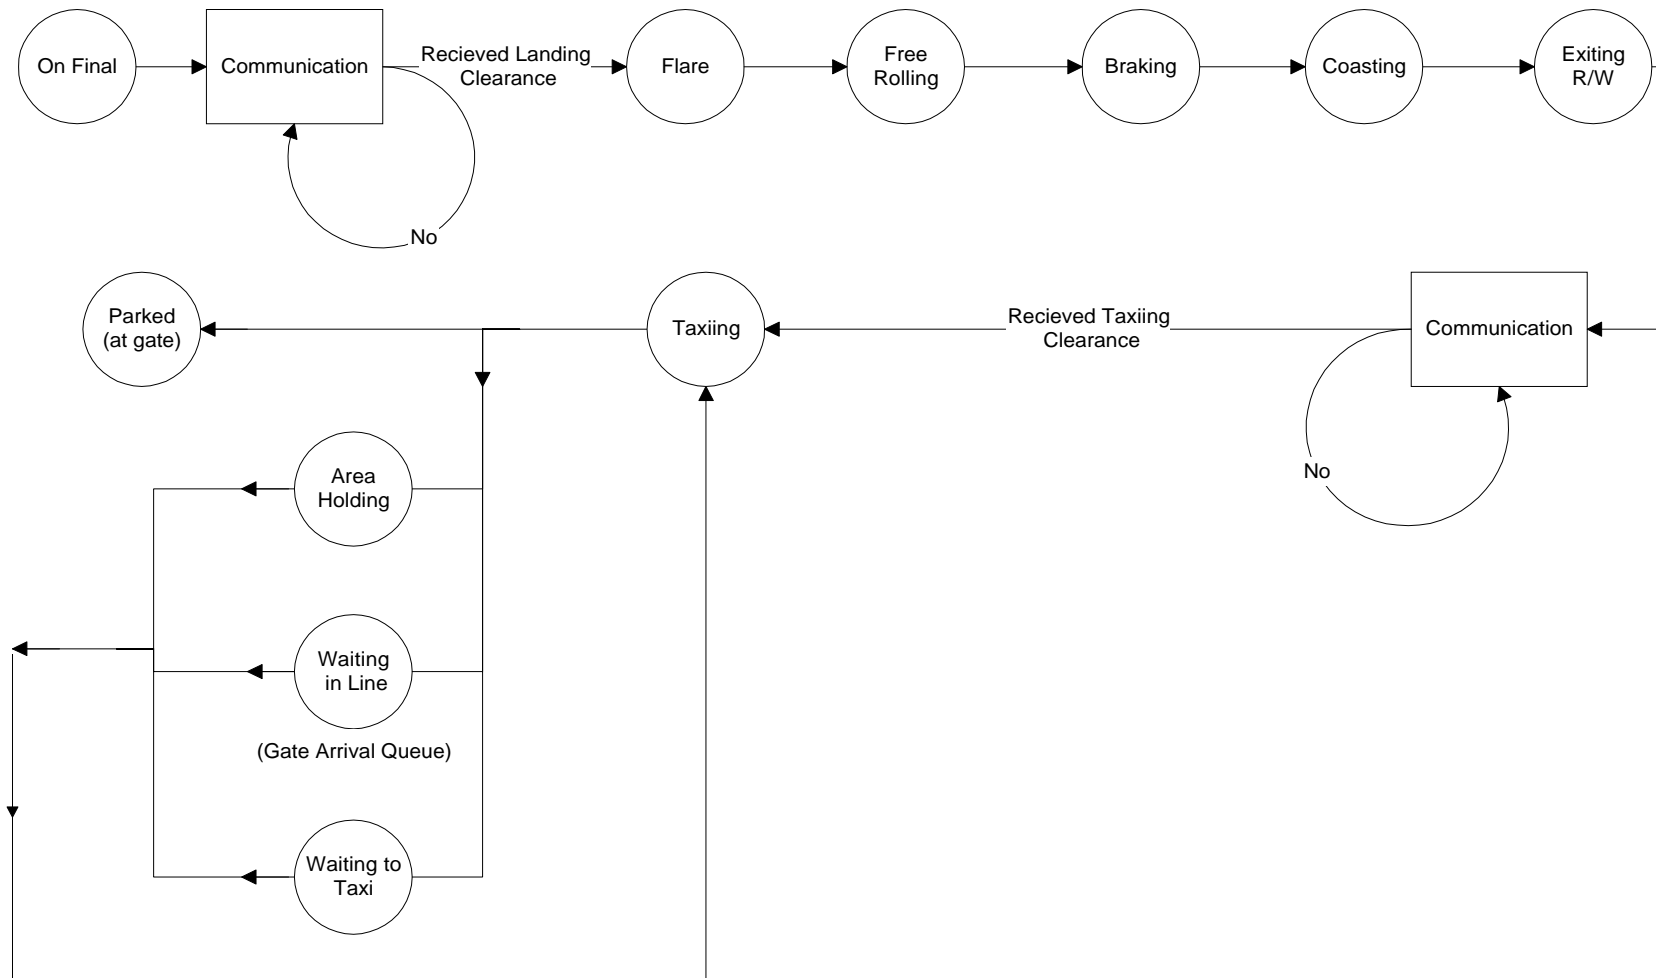 On Final
Communication
Recieved Landing
Clearance
Flare
Free
Rolling
Braking
Coasting
Exiting
R/W
No
Parked
(at gate)
Taxiing
Recieved Taxiing
Clearance
Communication
No
Area
Holding
Waiting
in Line
(Gate Arrival Queue)
Waiting to
Taxi